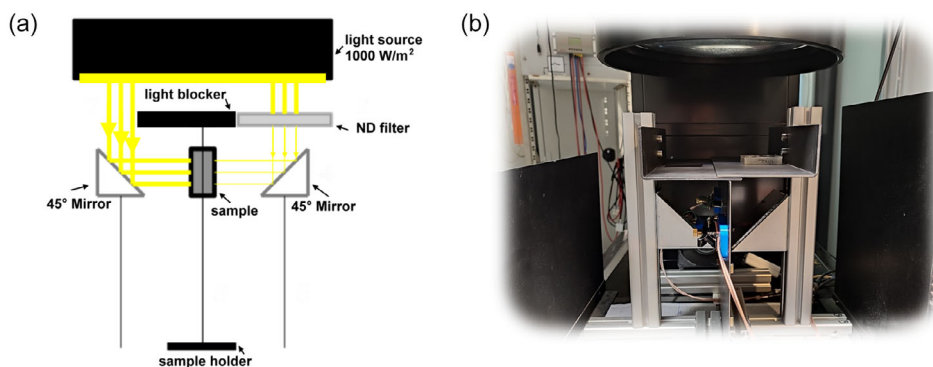 (a)
light source
1000 W/m²
light blocker
ND filter
45° Mirror
sample
45° Mirror
sample holder
(b)